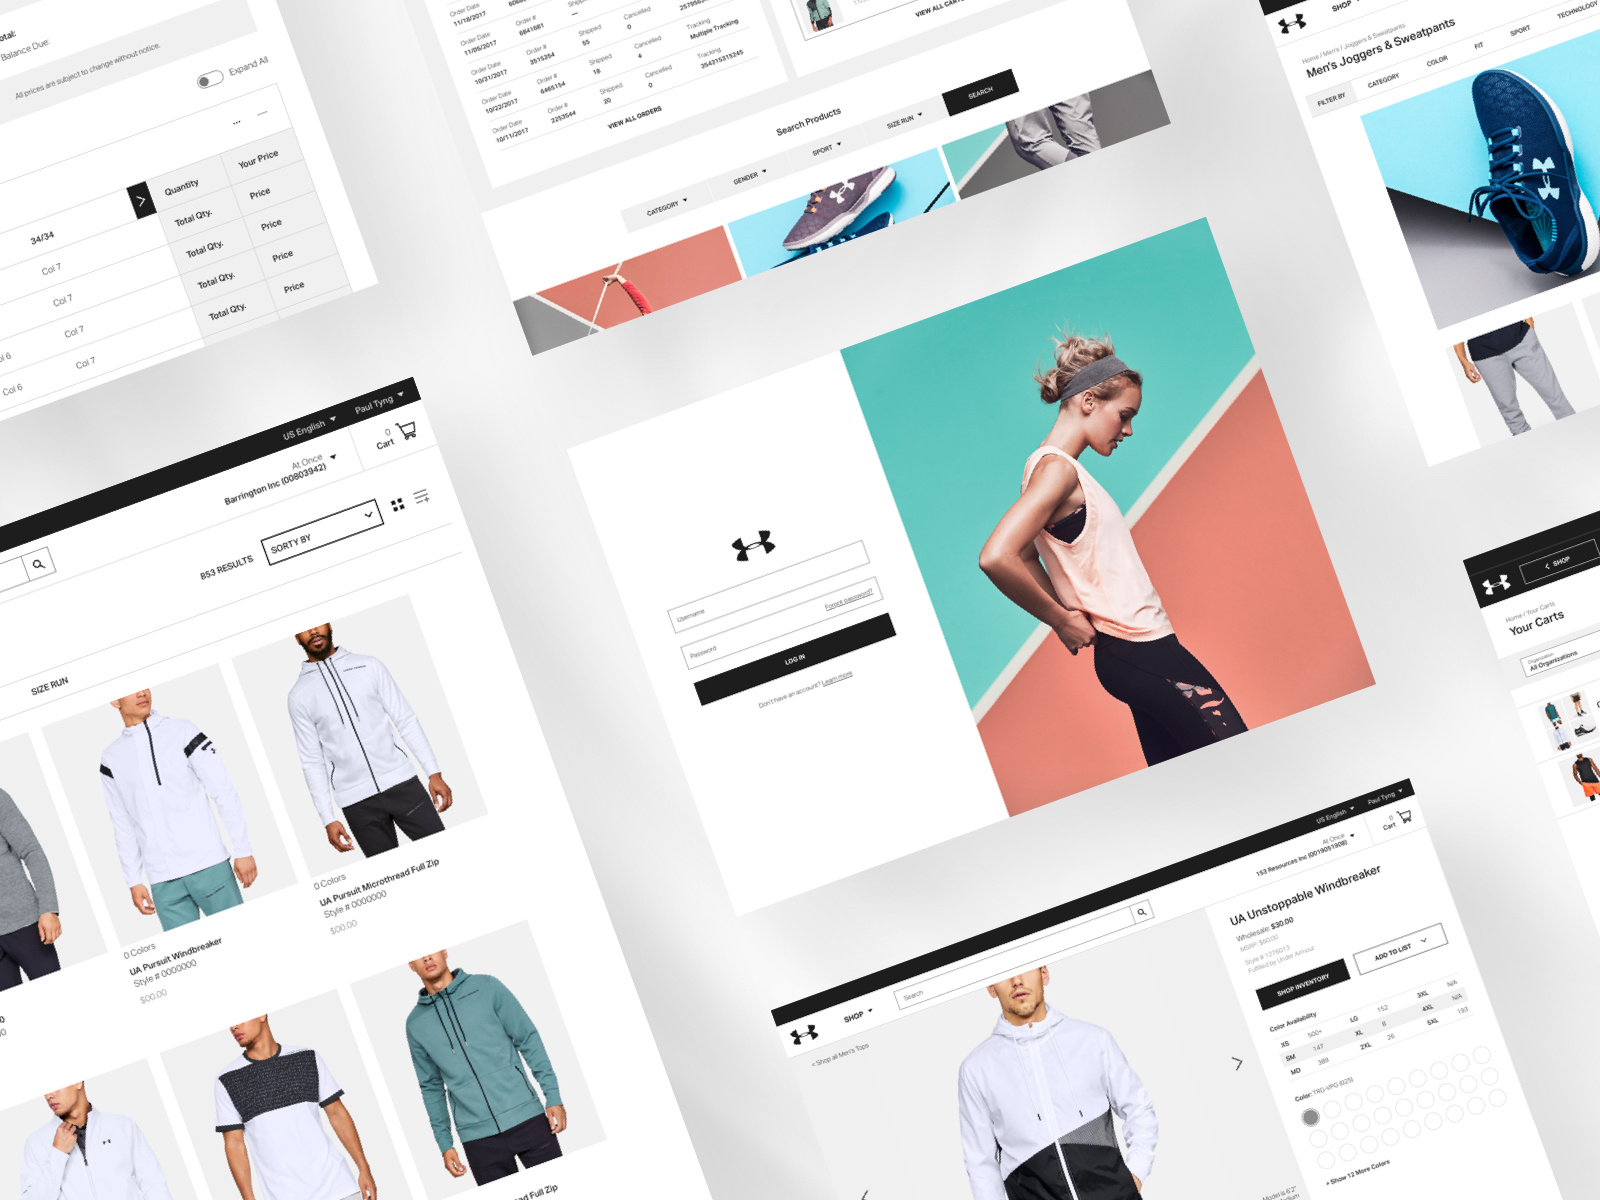 Balance Due:
All prices are subject to change without notice.
Expand All
Quantity
Your Price
34/34
Total Qty.
Price
Col 7
Total Qty.
Price
Col 7
Total Qty.
Price
Col 7
Total Qty.
Price
Col 6
Col 7
Order Date
11/18/2017
Order #
Shipped
Cancelled
0
Order Date
11/05/2017
Order #
6841681
Shipped
55
Cancelled
4
Tracking
Multiple Tracking
Order Date
10/31/2017
Order #
3515354
Shipped
18
Cancelled
0
Tracking
354315315245
Order Date
10/22/2017
Order #
6465154
Shipped
20
Order Date
10/11/2017
Order #
2253544
VIEW ALL ORDERS
Search Products
CATEGORY
GENDER
SPORT
SIZE RUN
SEARCH
SHOP
Home / Men's / Joggers & Sweatpants
Men's Joggers & Sweatpants
FILTER BY
CATEGORY
COLOR
FIT
SPORT
TECHNOLOGY
US English
Paul Tyng
At Once
Barrington Inc (00803942)
0
Cart
853 RESULTS
SORTY BY
SIZE RUN
0 Colors
UA Pursuit Windbreaker
Style # 0000000
$00.00
0 Colors
UA Pursuit Microthread Full Zip
Style # 0000000
$00.00
Full Zip
Username
Password
Forgot password?
LOG IN
Don't have an account? Learn more
SHOP
Home / Your Carts
Your Carts
Organization
All Organizations
US English
Paul Tyng
At Once
153 Resources Inc (0019051908)
0
Cart
SHOP
Search
< Shop all Men's Tops
UA Unstoppable Windbreaker
Wholesale: $30.00
MSRP: $60.00
Style # 1276013
Fulfilled by Under Armour
SHOP INVENTORY
ADD TO LIST
Color Availability
XS 500+ LG 152 3XL N/A
SM 147 XL 8 4XL N/A
MD 389 2XL 25 5XL 193
Color: TRG-VPG (025)
+ Show 12 More Colors
Model is 6'2"